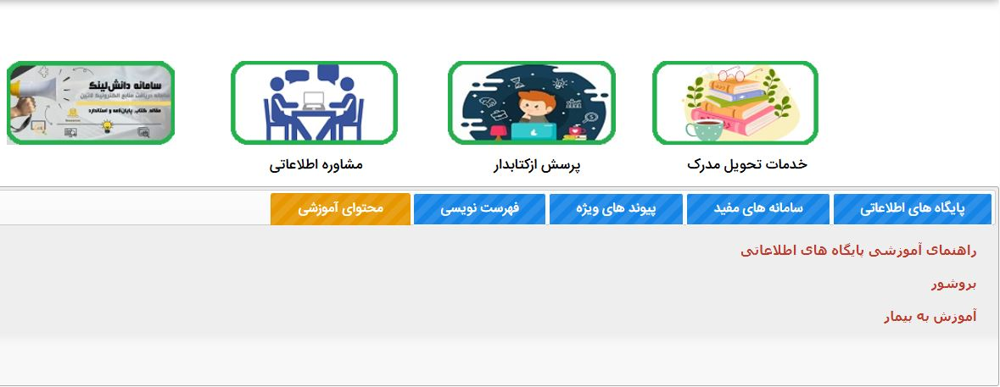 سامانه دانش‌لینک
سامانه دریافت منابع الکترونیک لاتین
مقاله، کتاب، پایان‌نامه و استاندارد
خدمات تحویل مدرک
پرسش ازکتابدار
مشاوره اطلاعاتی
پایگاه های اطلاعاتی
سامانه های مفید
پیوند های ویژه
فهرست نویسی
محتوای آموزشی
راهنمای آموزشی پایگاه های اطلاعاتی
بروشور
آموزش به بیمار